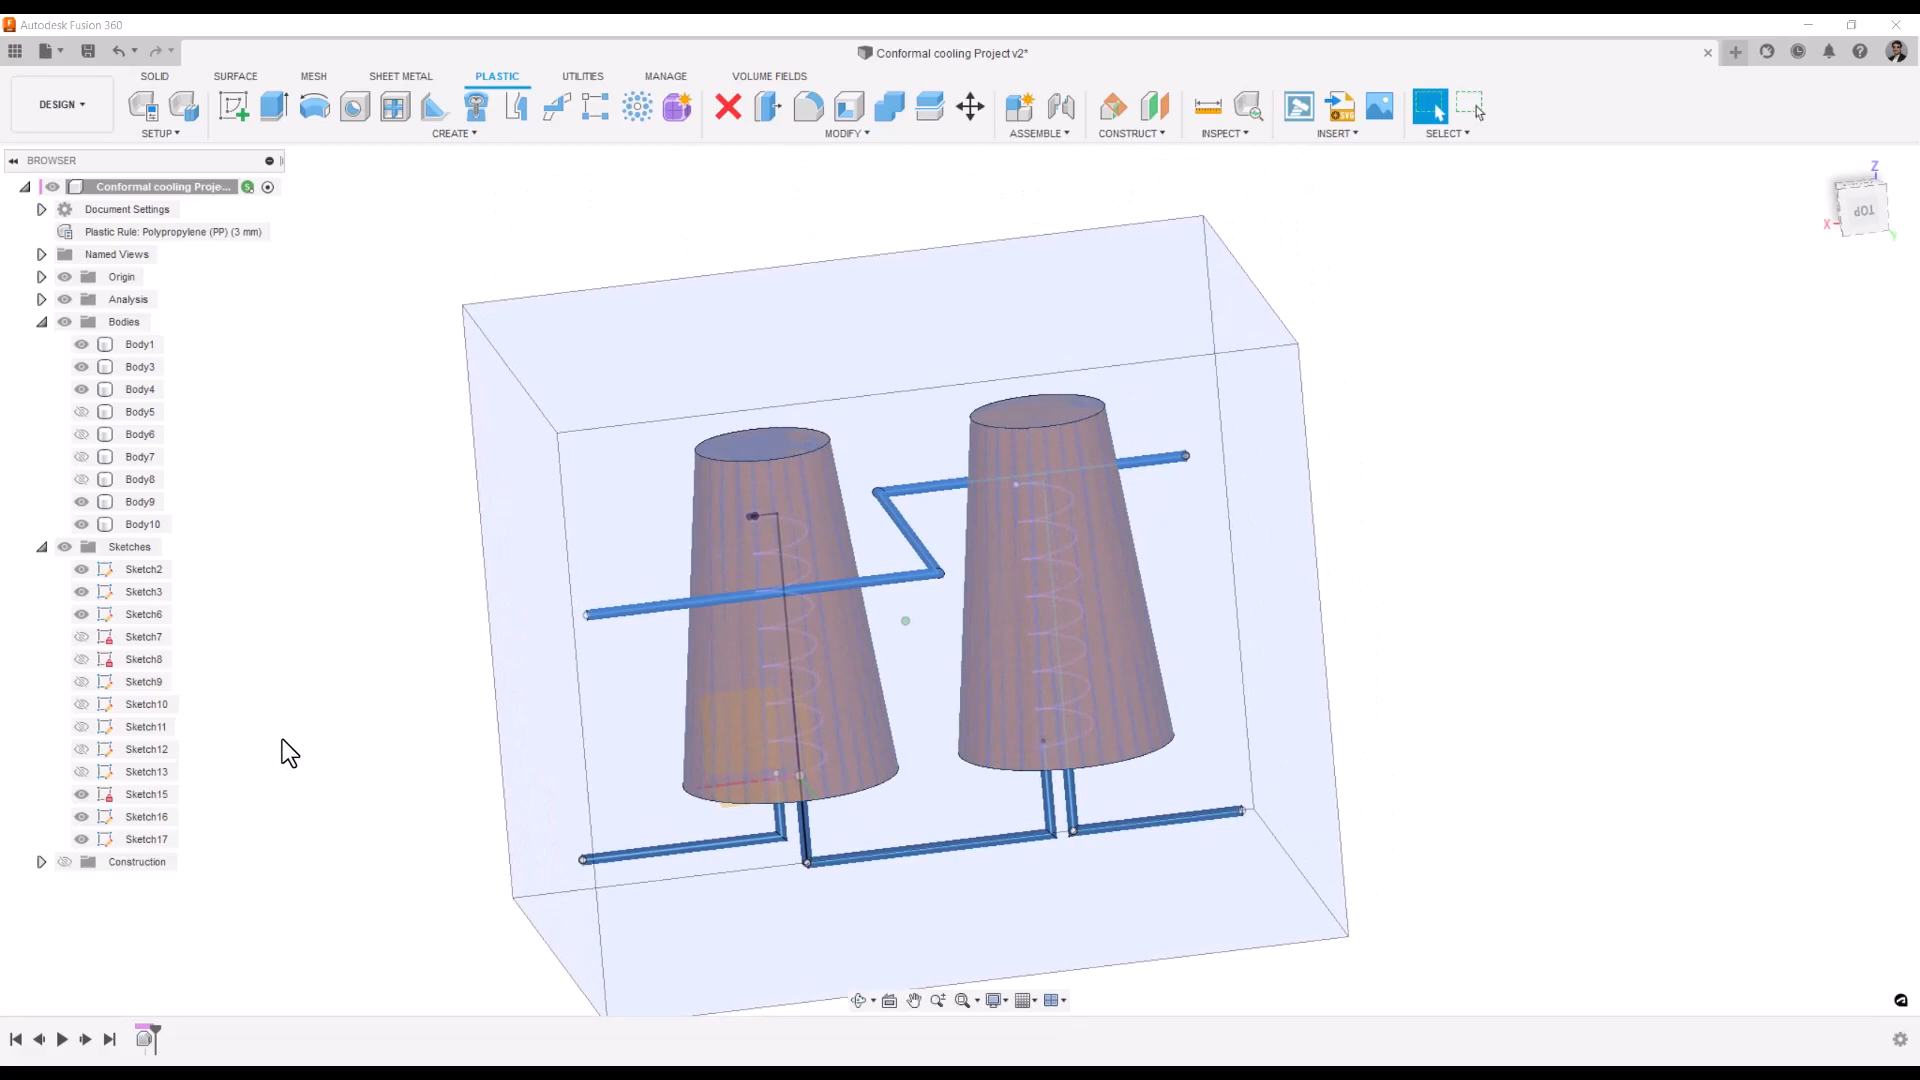 Autodesk Fusion 360
Conformal cooling Project v2*
SOLID SURFACE MESH SHEET METAL PLASTIC UTILITIES MANAGE VOLUME FIELDS
DESIGN
SETUP CREATE MODIFY ASSEMBLE CONSTRUCT INSPECT INSERT SELECT
BROWSER
Conformal cooling Proje...
Document Settings
Plastic Rule: Polypropylene (PP) (3 mm)
Named Views
Origin
Analysis
Bodies
Body1
Body3
Body4
Body5
Body6
Body7
Body8
Body9
Body10
Sketches
Sketch2
Sketch3
Sketch6
Sketch7
Sketch8
Sketch9
Sketch10
Sketch11
Sketch12
Sketch13
Sketch15
Sketch16
Sketch17
Construction
Z
TOP
X
Y